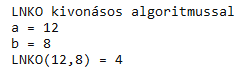 LNKO kivonásos algoritmussal
a = 12
b = 8
LNKO(12,8) = 4